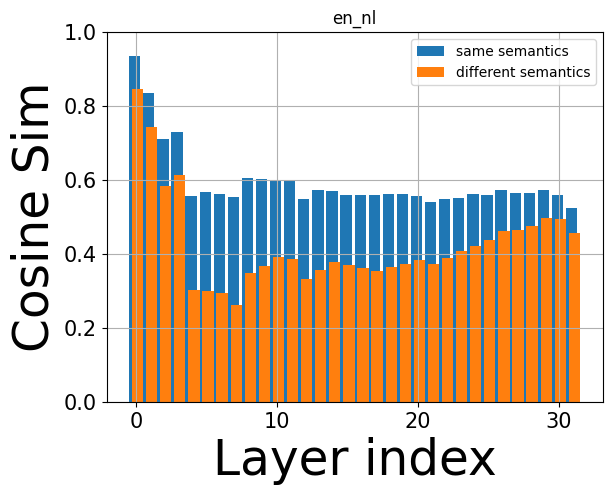 en_nl
same semantics
different semantics
Cosine Sim
1.0
0.8
0.6
0.4
0.2
0.0
0 10 20 30
Layer index